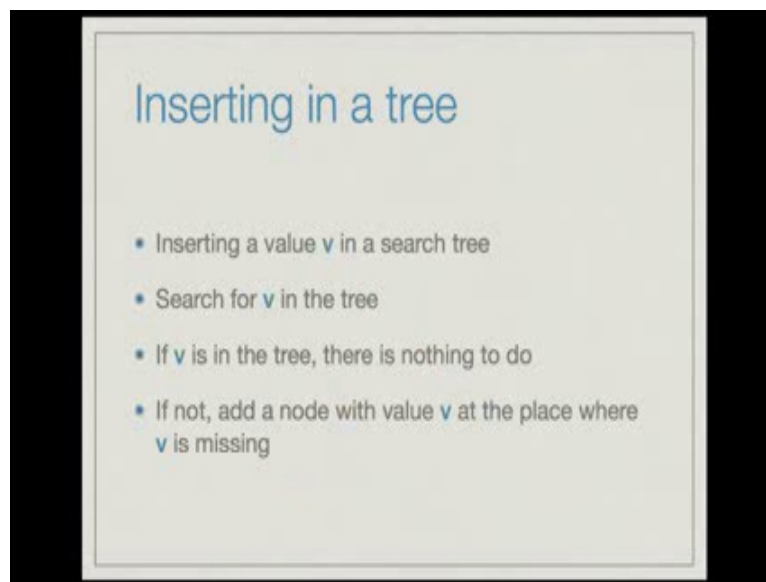 Inserting in a tree
• Inserting a value v in a search tree
• Search for v in the tree
• If v is in the tree, there is nothing to do
• If not, add a node with value v at the place where
v is missing